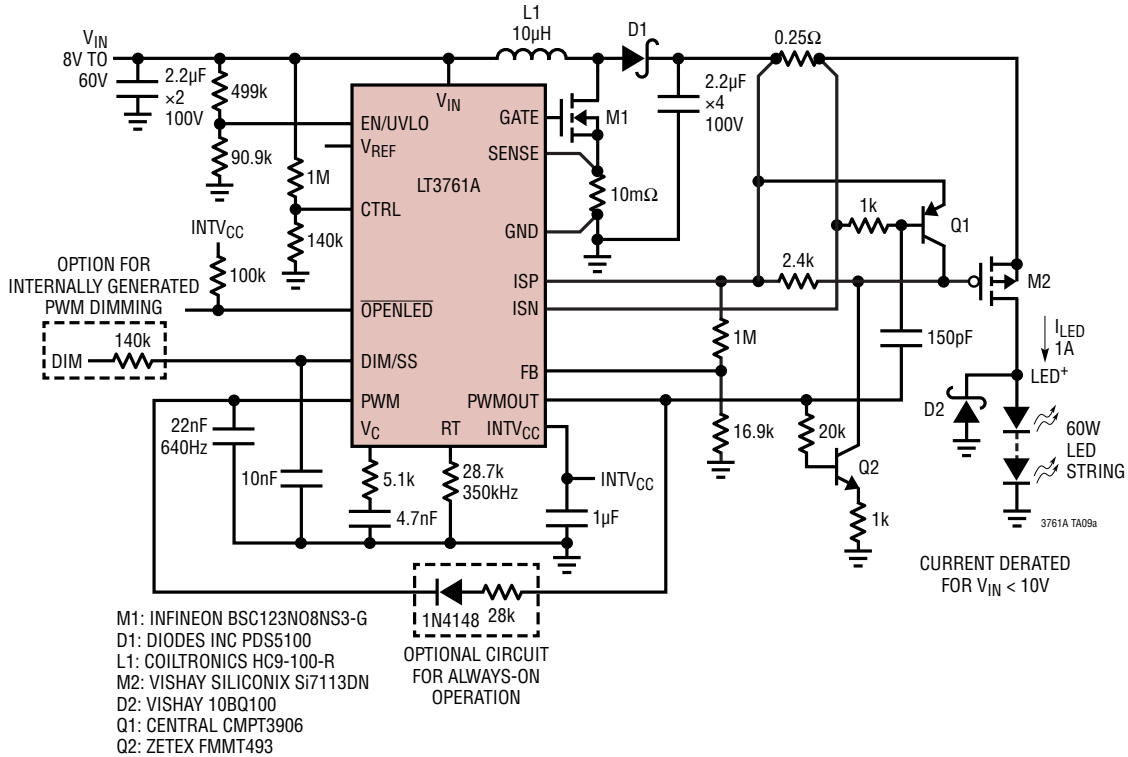 L1
10µH
D1
0.25Ω
V_IN
8V TO
60V
2.2µF
×2
100V
499k
90.9k
1M
140k
V_IN
EN/UVLO
V_REF
LT3761A
CTRL
GATE
SENSE
GND
M1
10mΩ
2.2µF
×4
100V
1k
Q1
INTV_CC
100k
OPTION FOR
INTERNALLY GENERATED
PWM DIMMING
DIM
140k
OPENLED
DIM/SS
PWM
V_C
RT
INTV_CC
ISP
ISN
FB
PWMOUT
2.4k
M2
1M
16.9k
150pF
I_LED
1A
LED+
D2
60W
LED
STRING
20k
Q2
1k
22nF
640Hz
10nF
5.1k
4.7nF
28.7k
350kHz
INTV_CC
1µF
3761A TA09a
CURRENT DERATED
FOR V_IN < 10V
1N4148
28k
OPTIONAL CIRCUIT
FOR ALWAYS-ON
OPERATION
M1: INFINEON BSC123NO8NS3-G
D1: DIODES INC PDS5100
L1: COILTRONICS HC9-100-R
M2: VISHAY SILICONIX Si7113DN
D2: VISHAY 10BQ100
Q1: CENTRAL CMPT3906
Q2: ZETEX FMMT493